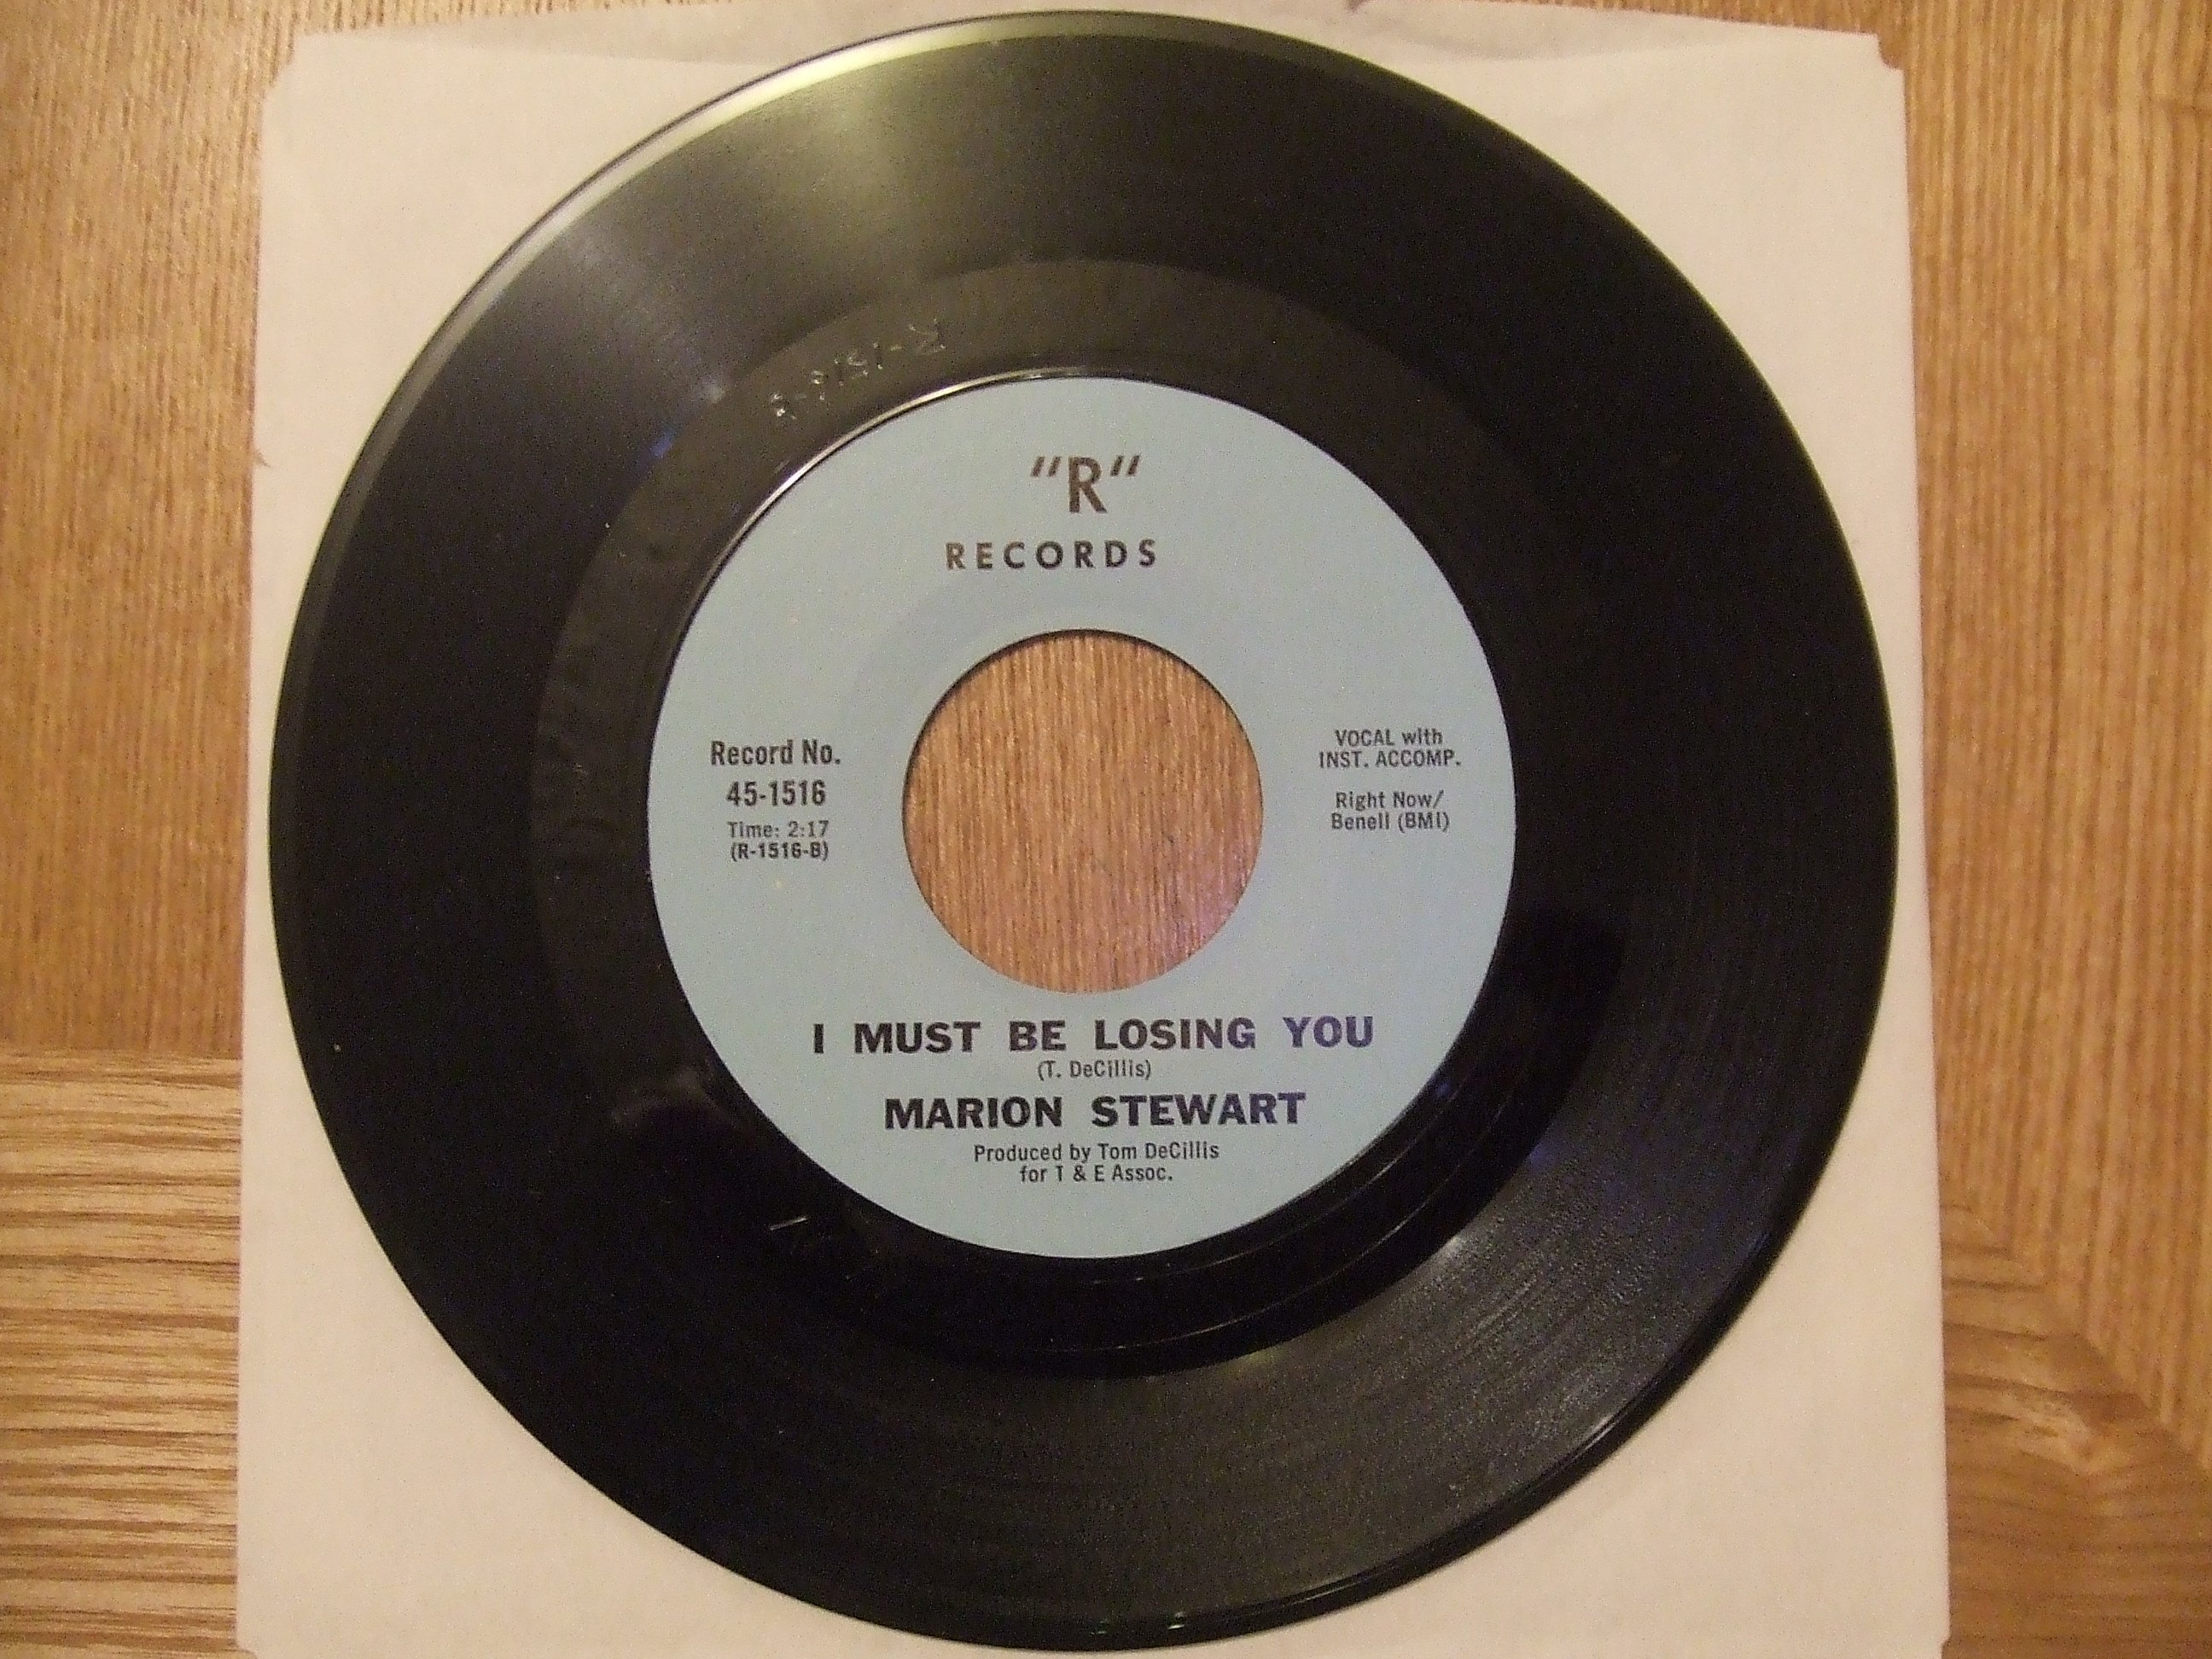 "R"
RECORDS
Record No.
45-1516
Time: 2:17
(R-1516-B)
VOCAL with
INST. ACCOMP.
Right Now/
Benell (BMI)
I MUST BE LOSING YOU
(T. DeCillis)
MARION STEWART
Produced by Tom DeCillis
for T & E Assoc.